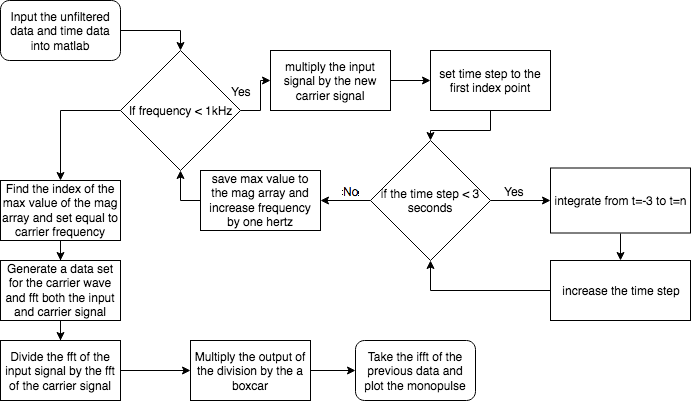 Input the unfiltered
data and time data
into matlab
If frequency < 1kHz
Yes
multiply the input
signal by the new
carrier signal
set time step to the
first index point
if the time step < 3
seconds
Yes
integrate from t=-3 to t=n
increase the time step
:No:
save max value to
the mag array and
increase frequency
by one hertz
Find the index of the
max value of the mag
array and set equal to
carrier frequency
Generate a data set
for the carrier wave
and fft both the input
and carrier signal
Divide the fft of the
input signal by the fft
of the carrier signal
Multiply the output of
the division by the a
boxcar
Take the ifft of the
previous data and
plot the monopulse